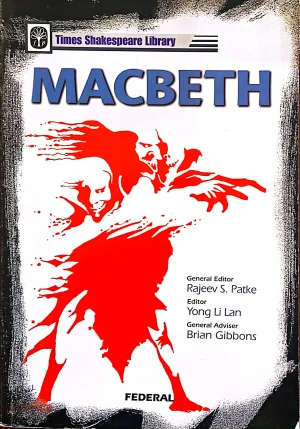 Times Shakespeare Library
MACBETH
General Editor
Rajeev S. Patke
Editor
Yong Li Lan
General Adviser
Brian Gibbons
FEDERAL